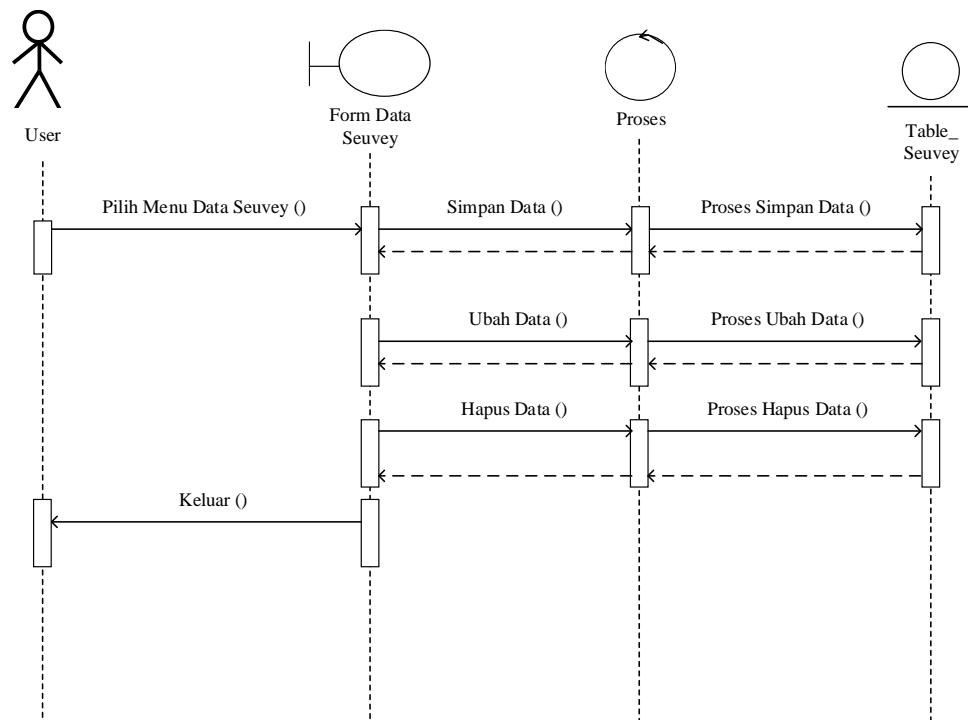 User
Form Data
Seuvey
Proses
Table_
Seuvey
Pilih Menu Data Seuvey ()
Simpan Data ()
Proses Simpan Data ()
Ubah Data ()
Proses Ubah Data ()
Hapus Data ()
Proses Hapus Data ()
Keluar ()